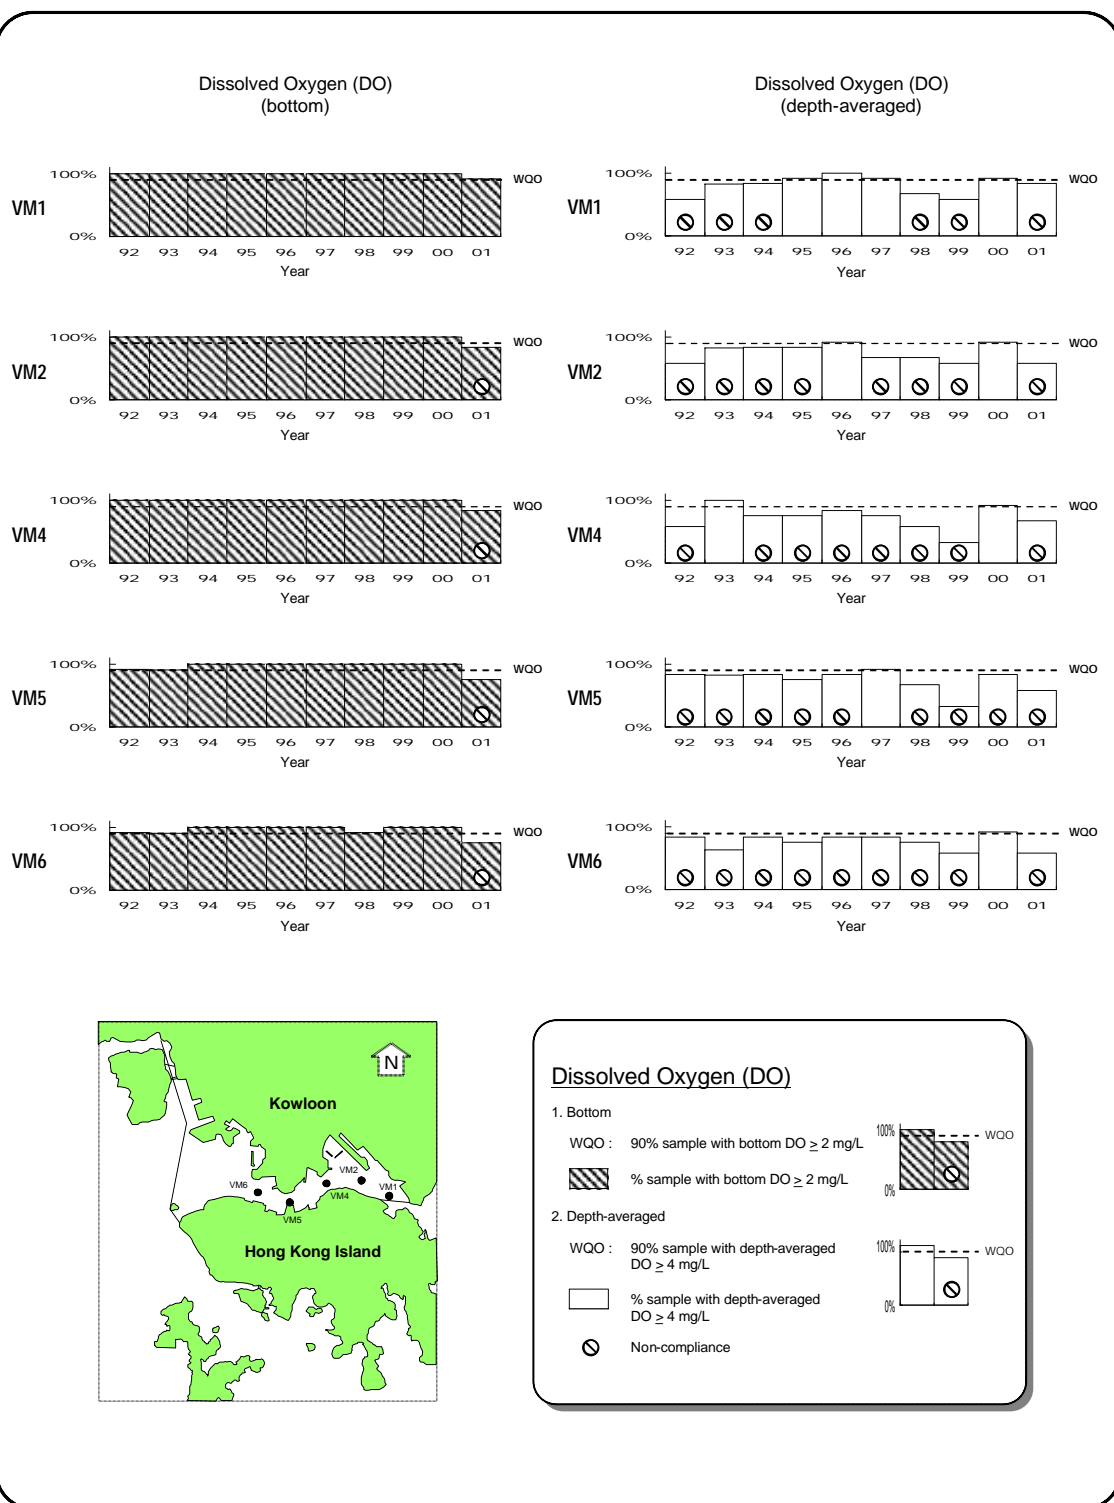 Dissolved Oxygen (DO)
(bottom)
Dissolved Oxygen (DO)
(depth-averaged)
VM1
100%
0%
WQO
92 93 94 95 96 97 98 99 00 01
Year
VM1
100%
0%
WQO
92 93 94 95 96 97 98 99 00 01
Year
VM2
100%
0%
WQO
92 93 94 95 96 97 98 99 00 01
Year
VM2
100%
0%
WQO
92 93 94 95 96 97 98 99 00 01
Year
VM4
100%
0%
WQO
92 93 94 95 96 97 98 99 00 01
Year
VM4
100%
0%
WQO
92 93 94 95 96 97 98 99 00 01
Year
VM5
100%
0%
WQO
92 93 94 95 96 97 98 99 00 01
Year
VM5
100%
0%
WQO
92 93 94 95 96 97 98 99 00 01
Year
VM6
100%
0%
WQO
92 93 94 95 96 97 98 99 00 01
Year
VM6
100%
0%
WQO
92 93 94 95 96 97 98 99 00 01
Year
N
Kowloon
VM6
VM5
VM4
VM2
VM1
Hong Kong Island
Dissolved Oxygen (DO)
1. Bottom
WQO : 90% sample with bottom DO ≥ 2 mg/L
% sample with bottom DO ≥ 2 mg/L
100%
0%
WQO
2. Depth-averaged
WQO : 90% sample with depth-averaged
DO ≥ 4 mg/L
% sample with depth-averaged
DO ≥ 4 mg/L
100%
0%
WQO
Non-compliance